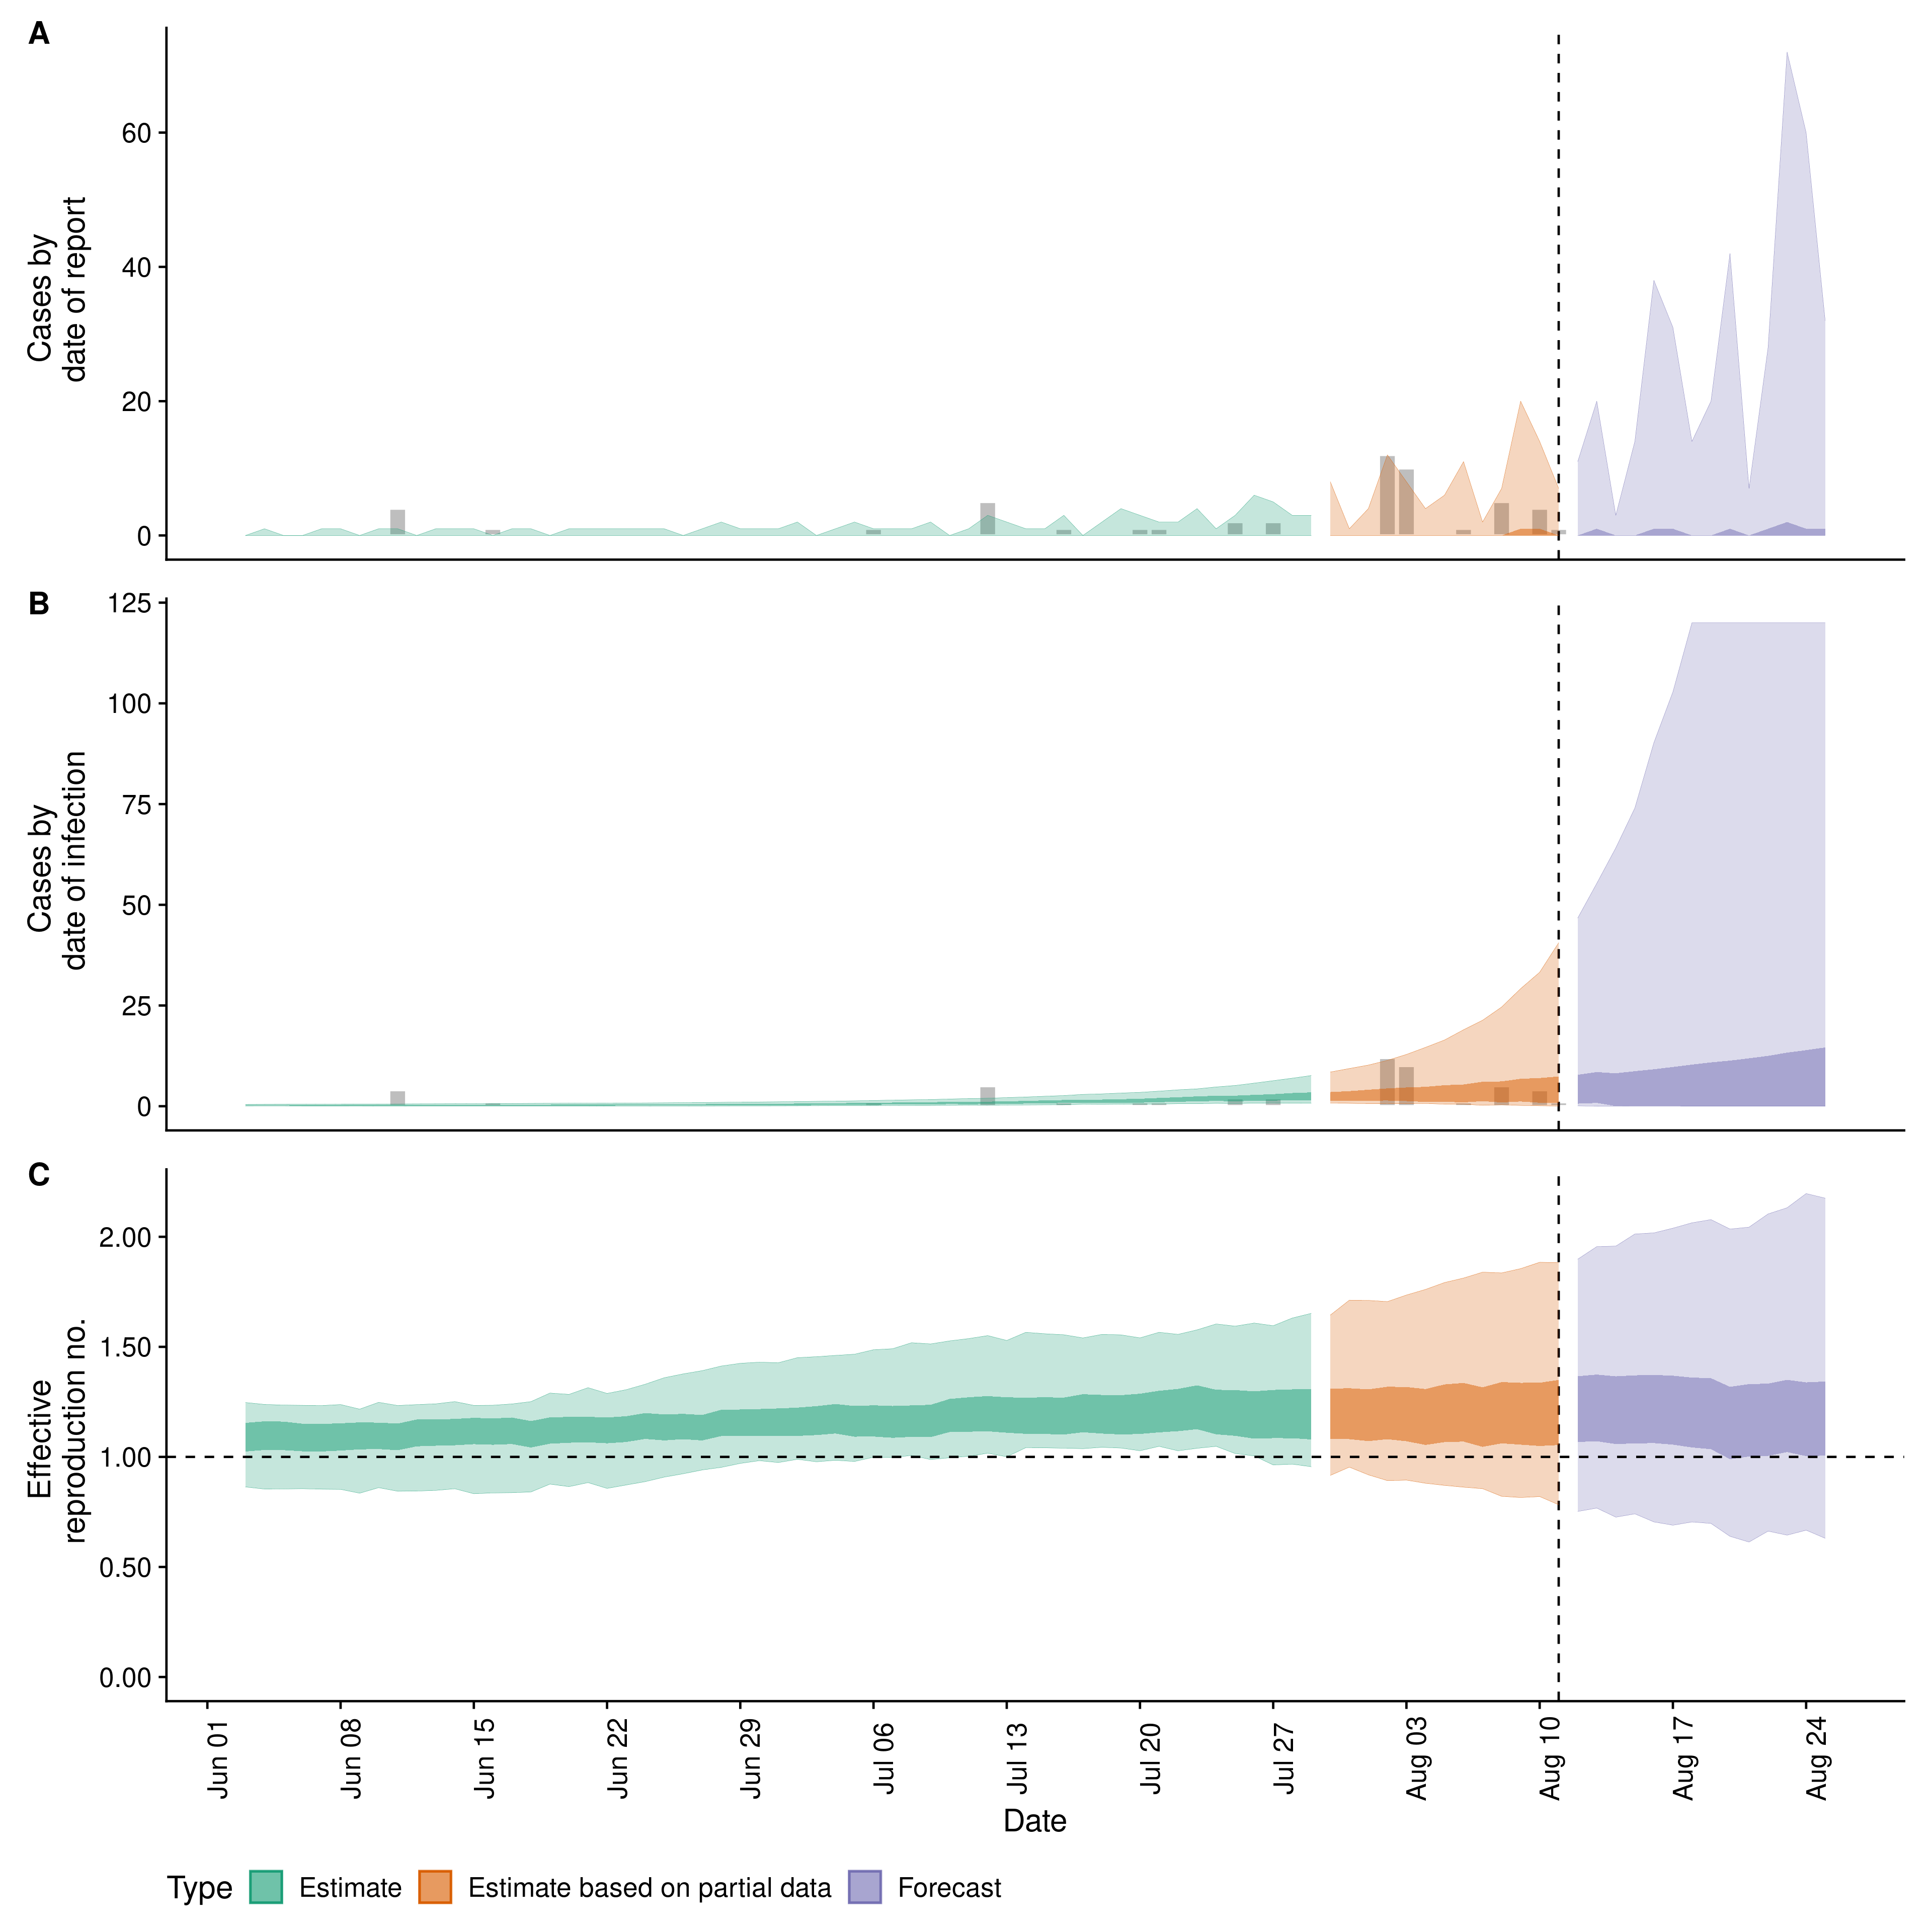 A
Cases by
date of report
60
40
20
0
B
Cases by
date of infection
125
100
75
50
25
0
C
Effective
reproduction no.
2.00
1.50
1.00
0.50
0.00
Jun 01
Jun 08
Jun 15
Jun 22
Jun 29
Jul 06
Jul 13
Jul 20
Jul 27
Aug 03
Aug 10
Aug 17
Aug 24
Date
Type Estimate Estimate based on partial data Forecast